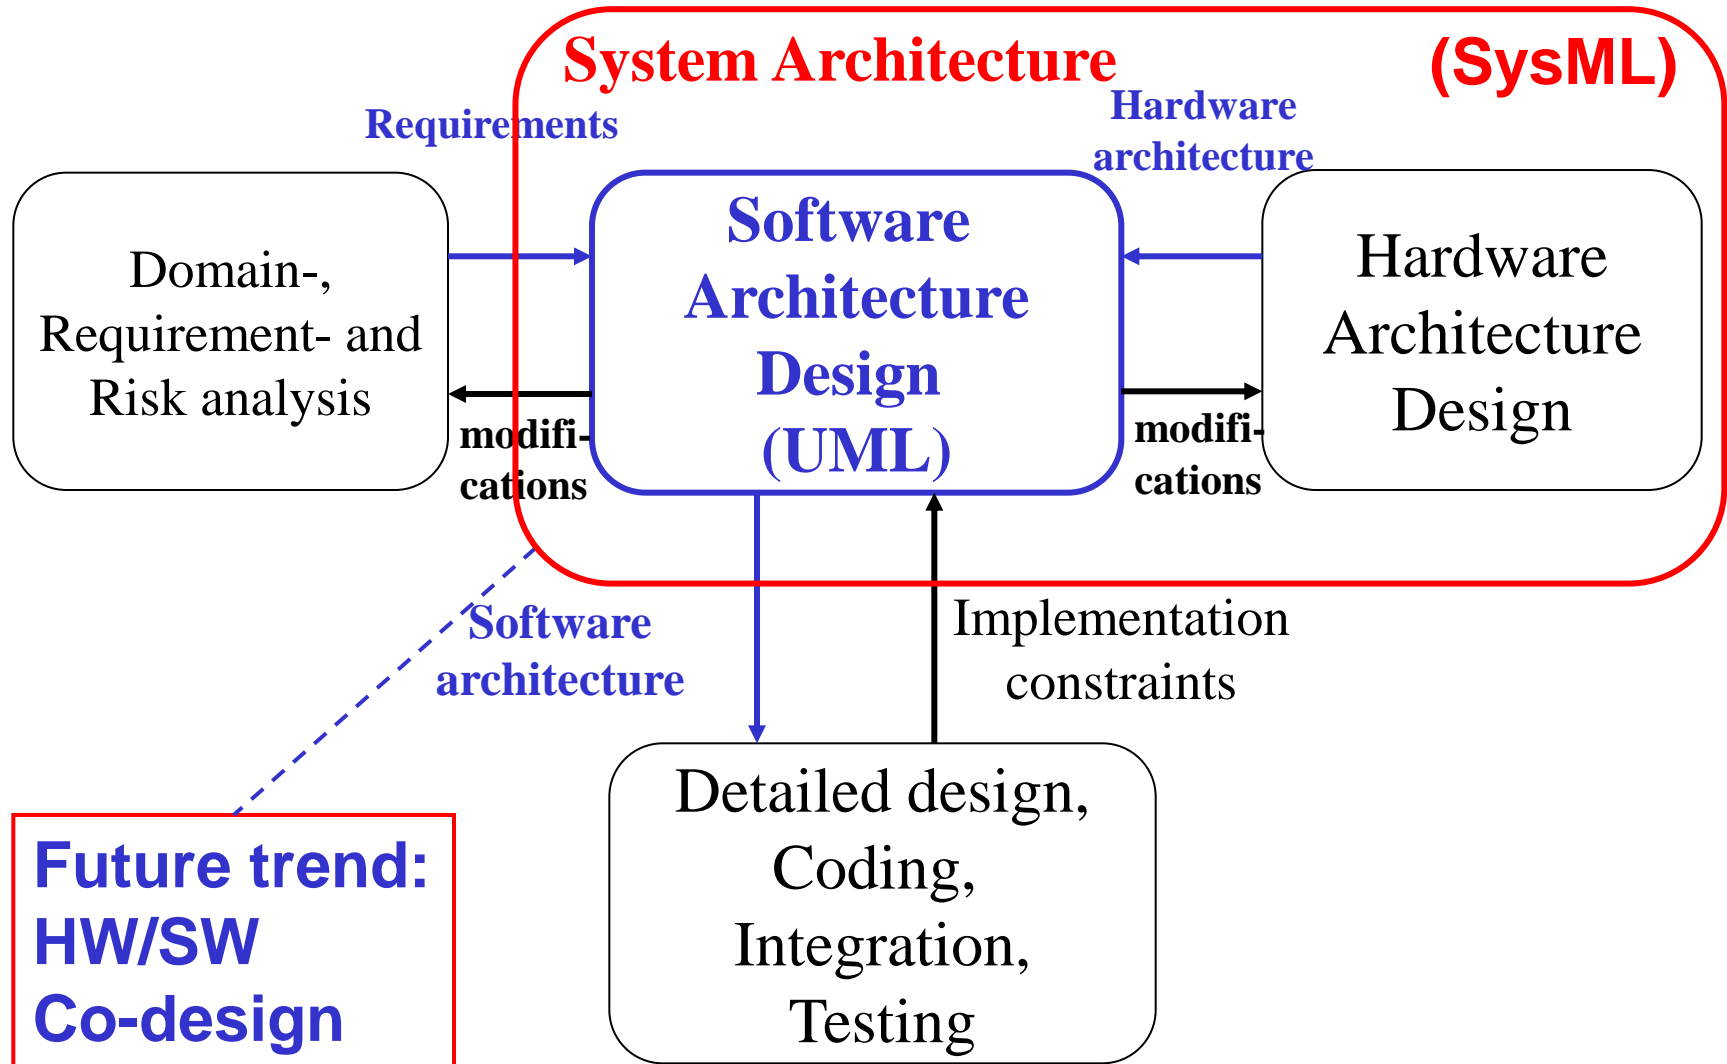 System Architecture (SysML)
Requirements
Hardware
architecture
Domain-,
Requirement- and
Risk analysis
Software
Architecture
Design
(UML)
Hardware
Architecture
Design
modifi-
cations
modifi-
cations
Software
architecture
Implementation
constraints
Detailed design,
Coding,
Integration,
Testing
Future trend:
HW/SW
Co-design